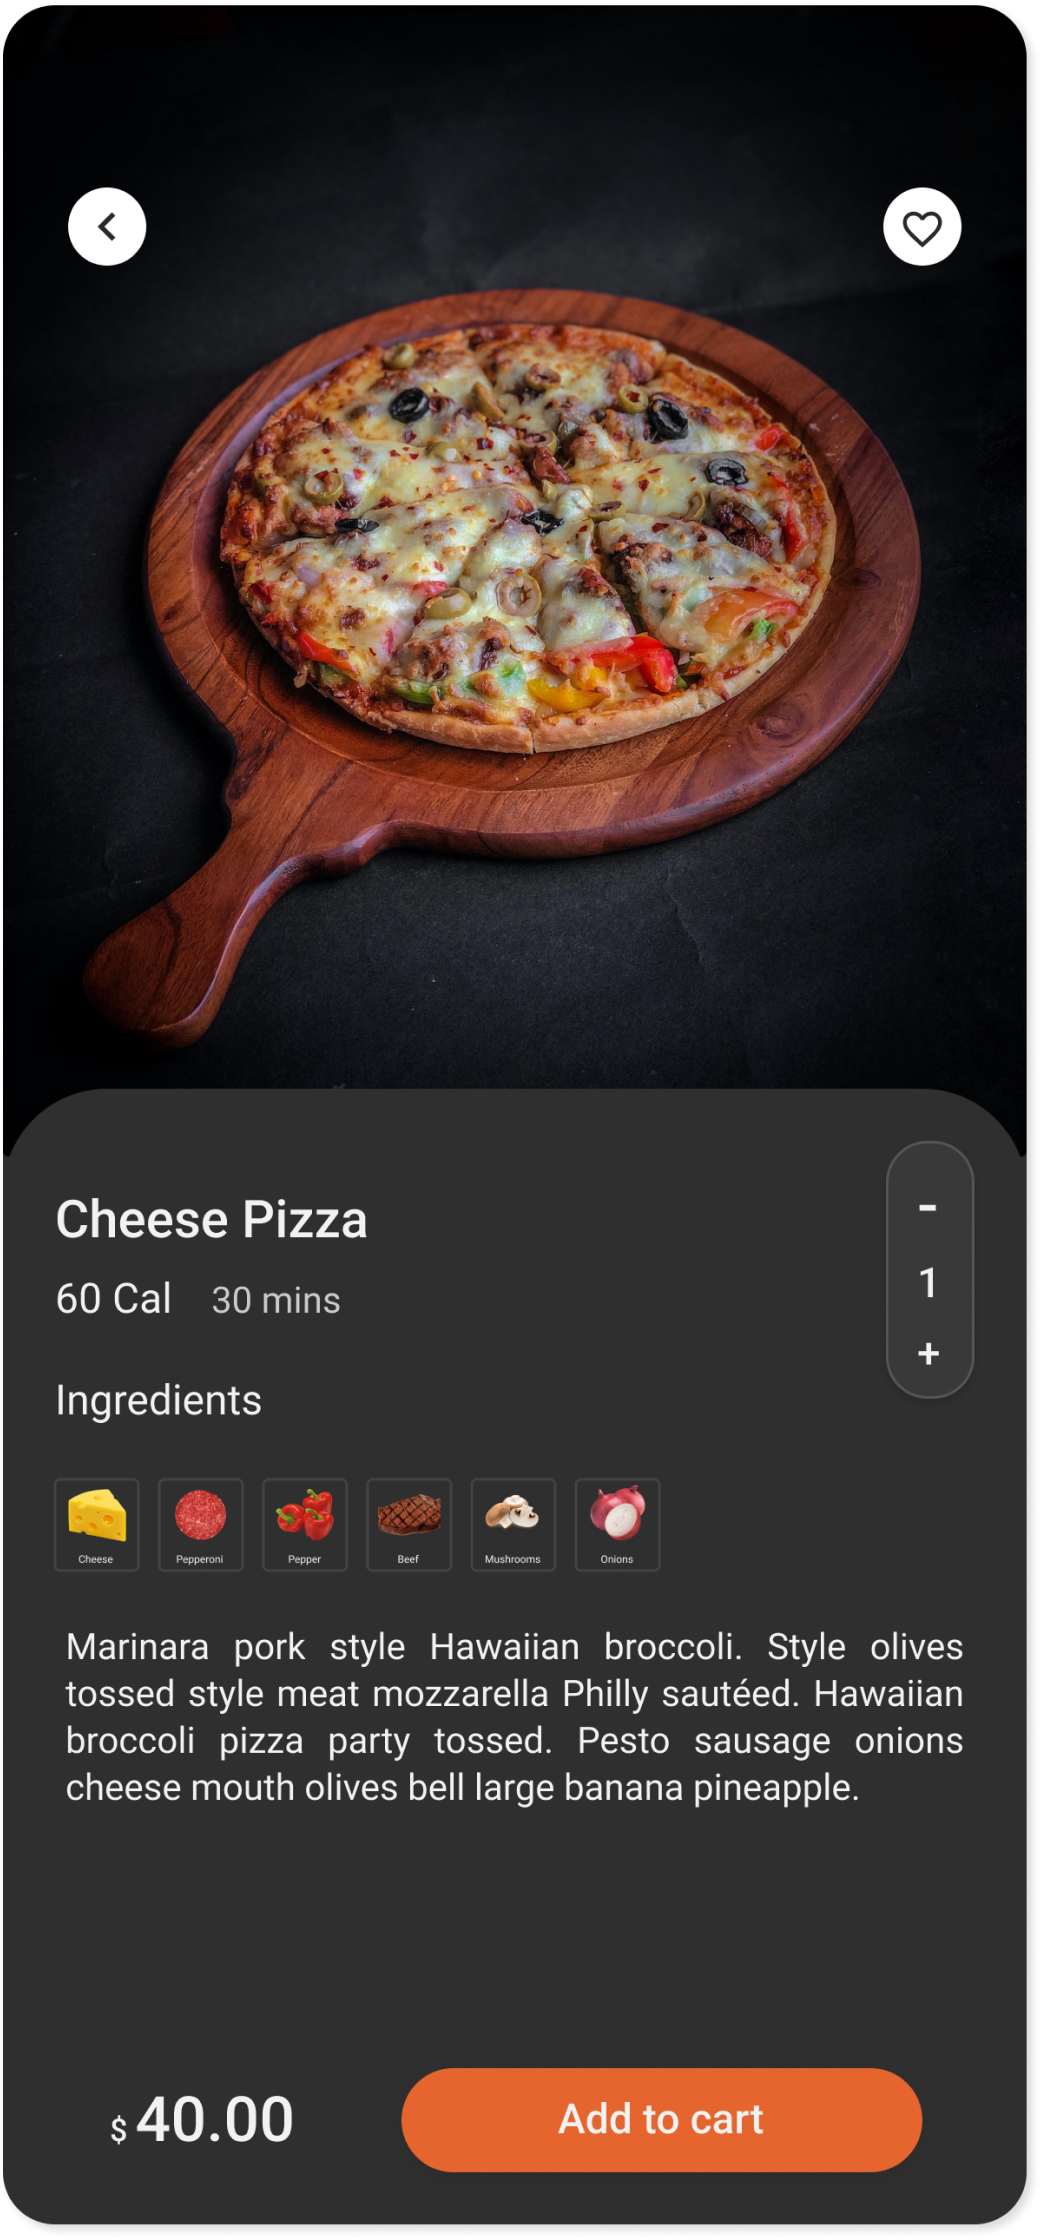 Cheese Pizza
60 Cal 30 mins
-
1
+
Ingredients
Cheese Pepperoni Pepper Beef Mushrooms Onions
Marinara pork style Hawaiian broccoli. Style olives
tossed style meat mozzarella Philly sautéed. Hawaiian
broccoli pizza party tossed. Pesto sausage onions
cheese mouth olives bell large banana pineapple.
$ 40.00
Add to cart